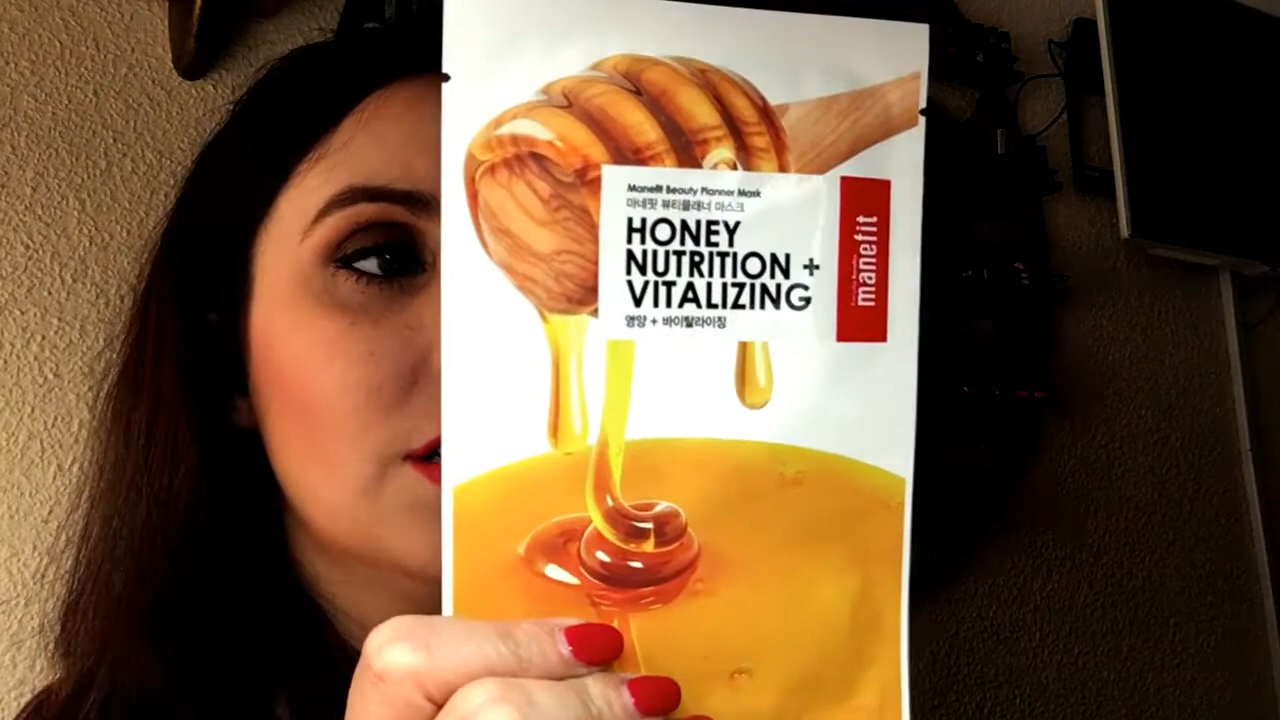 Manefit Beauty Planner Mask
마네핏 뷰티플래너 마스크
HONEY
NUTRITION +
VITALIZING
영양 + 바이탈라이징
manefit